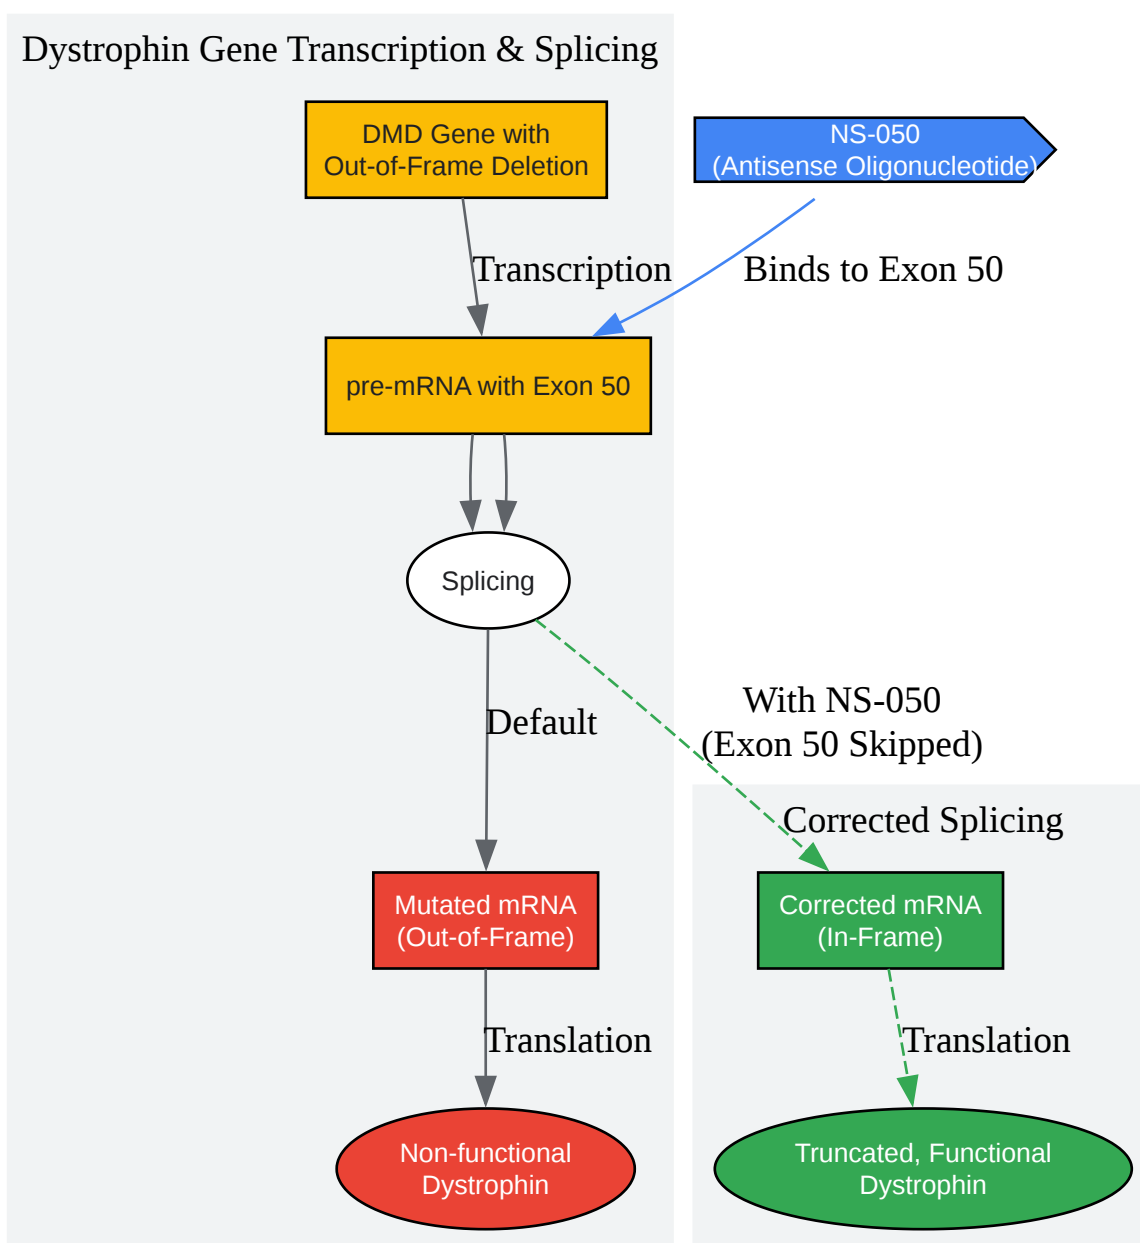 Dystrophin Gene Transcription & Splicing
DMD Gene with
Out-of-Frame Deletion
NS-050
(Antisense Oligonucleotide)
Transcription
Binds to Exon 50
pre-mRNA with Exon 50
Splicing
With NS-050
(Exon 50 Skipped)
Default
Corrected Splicing
Mutated mRNA
(Out-of-Frame)
Corrected mRNA
(In-Frame)
Translation
Translation
Non-functional
Dystrophin
Truncated, Functional
Dystrophin